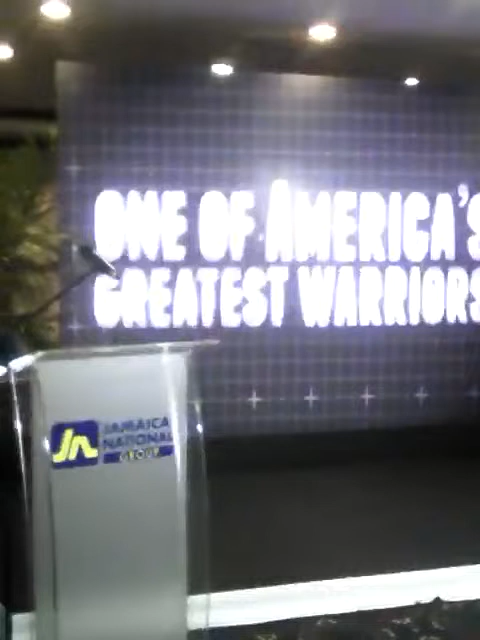 ONE OF AMERICA'S
GREATEST WARRIORS
JN
JAMAICA
NATIONAL
GROUP